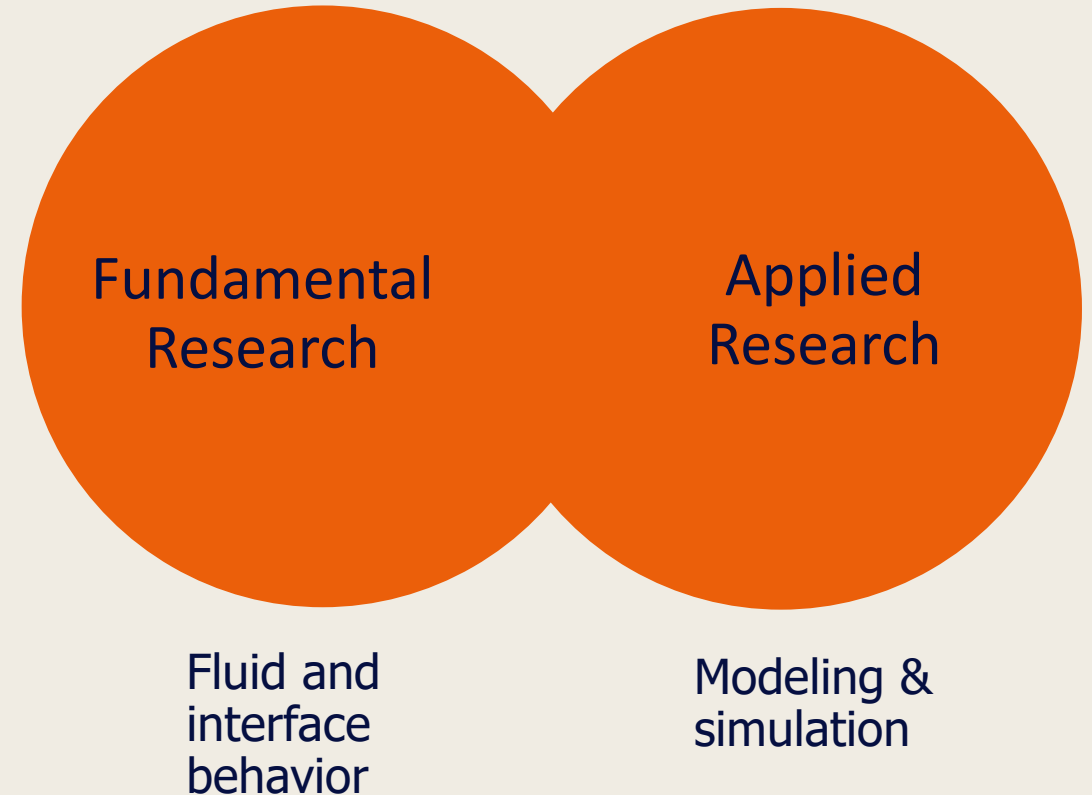 Fundamental
Research
Applied
Research
Fluid and
interface
behavior
Modeling &
simulation